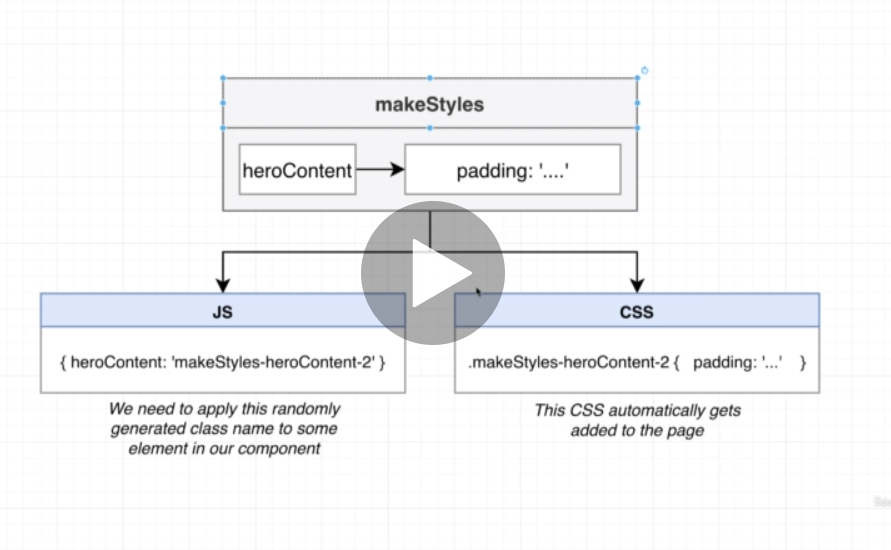 makeStyles
heroContent
padding: '....'
JS
{ heroContent: 'makeStyles-heroContent-2' }
We need to apply this randomly
generated class name to some
element in our component
CSS
.makeStyles-heroContent-2 { padding: '...' }
This CSS automatically gets
added to the page